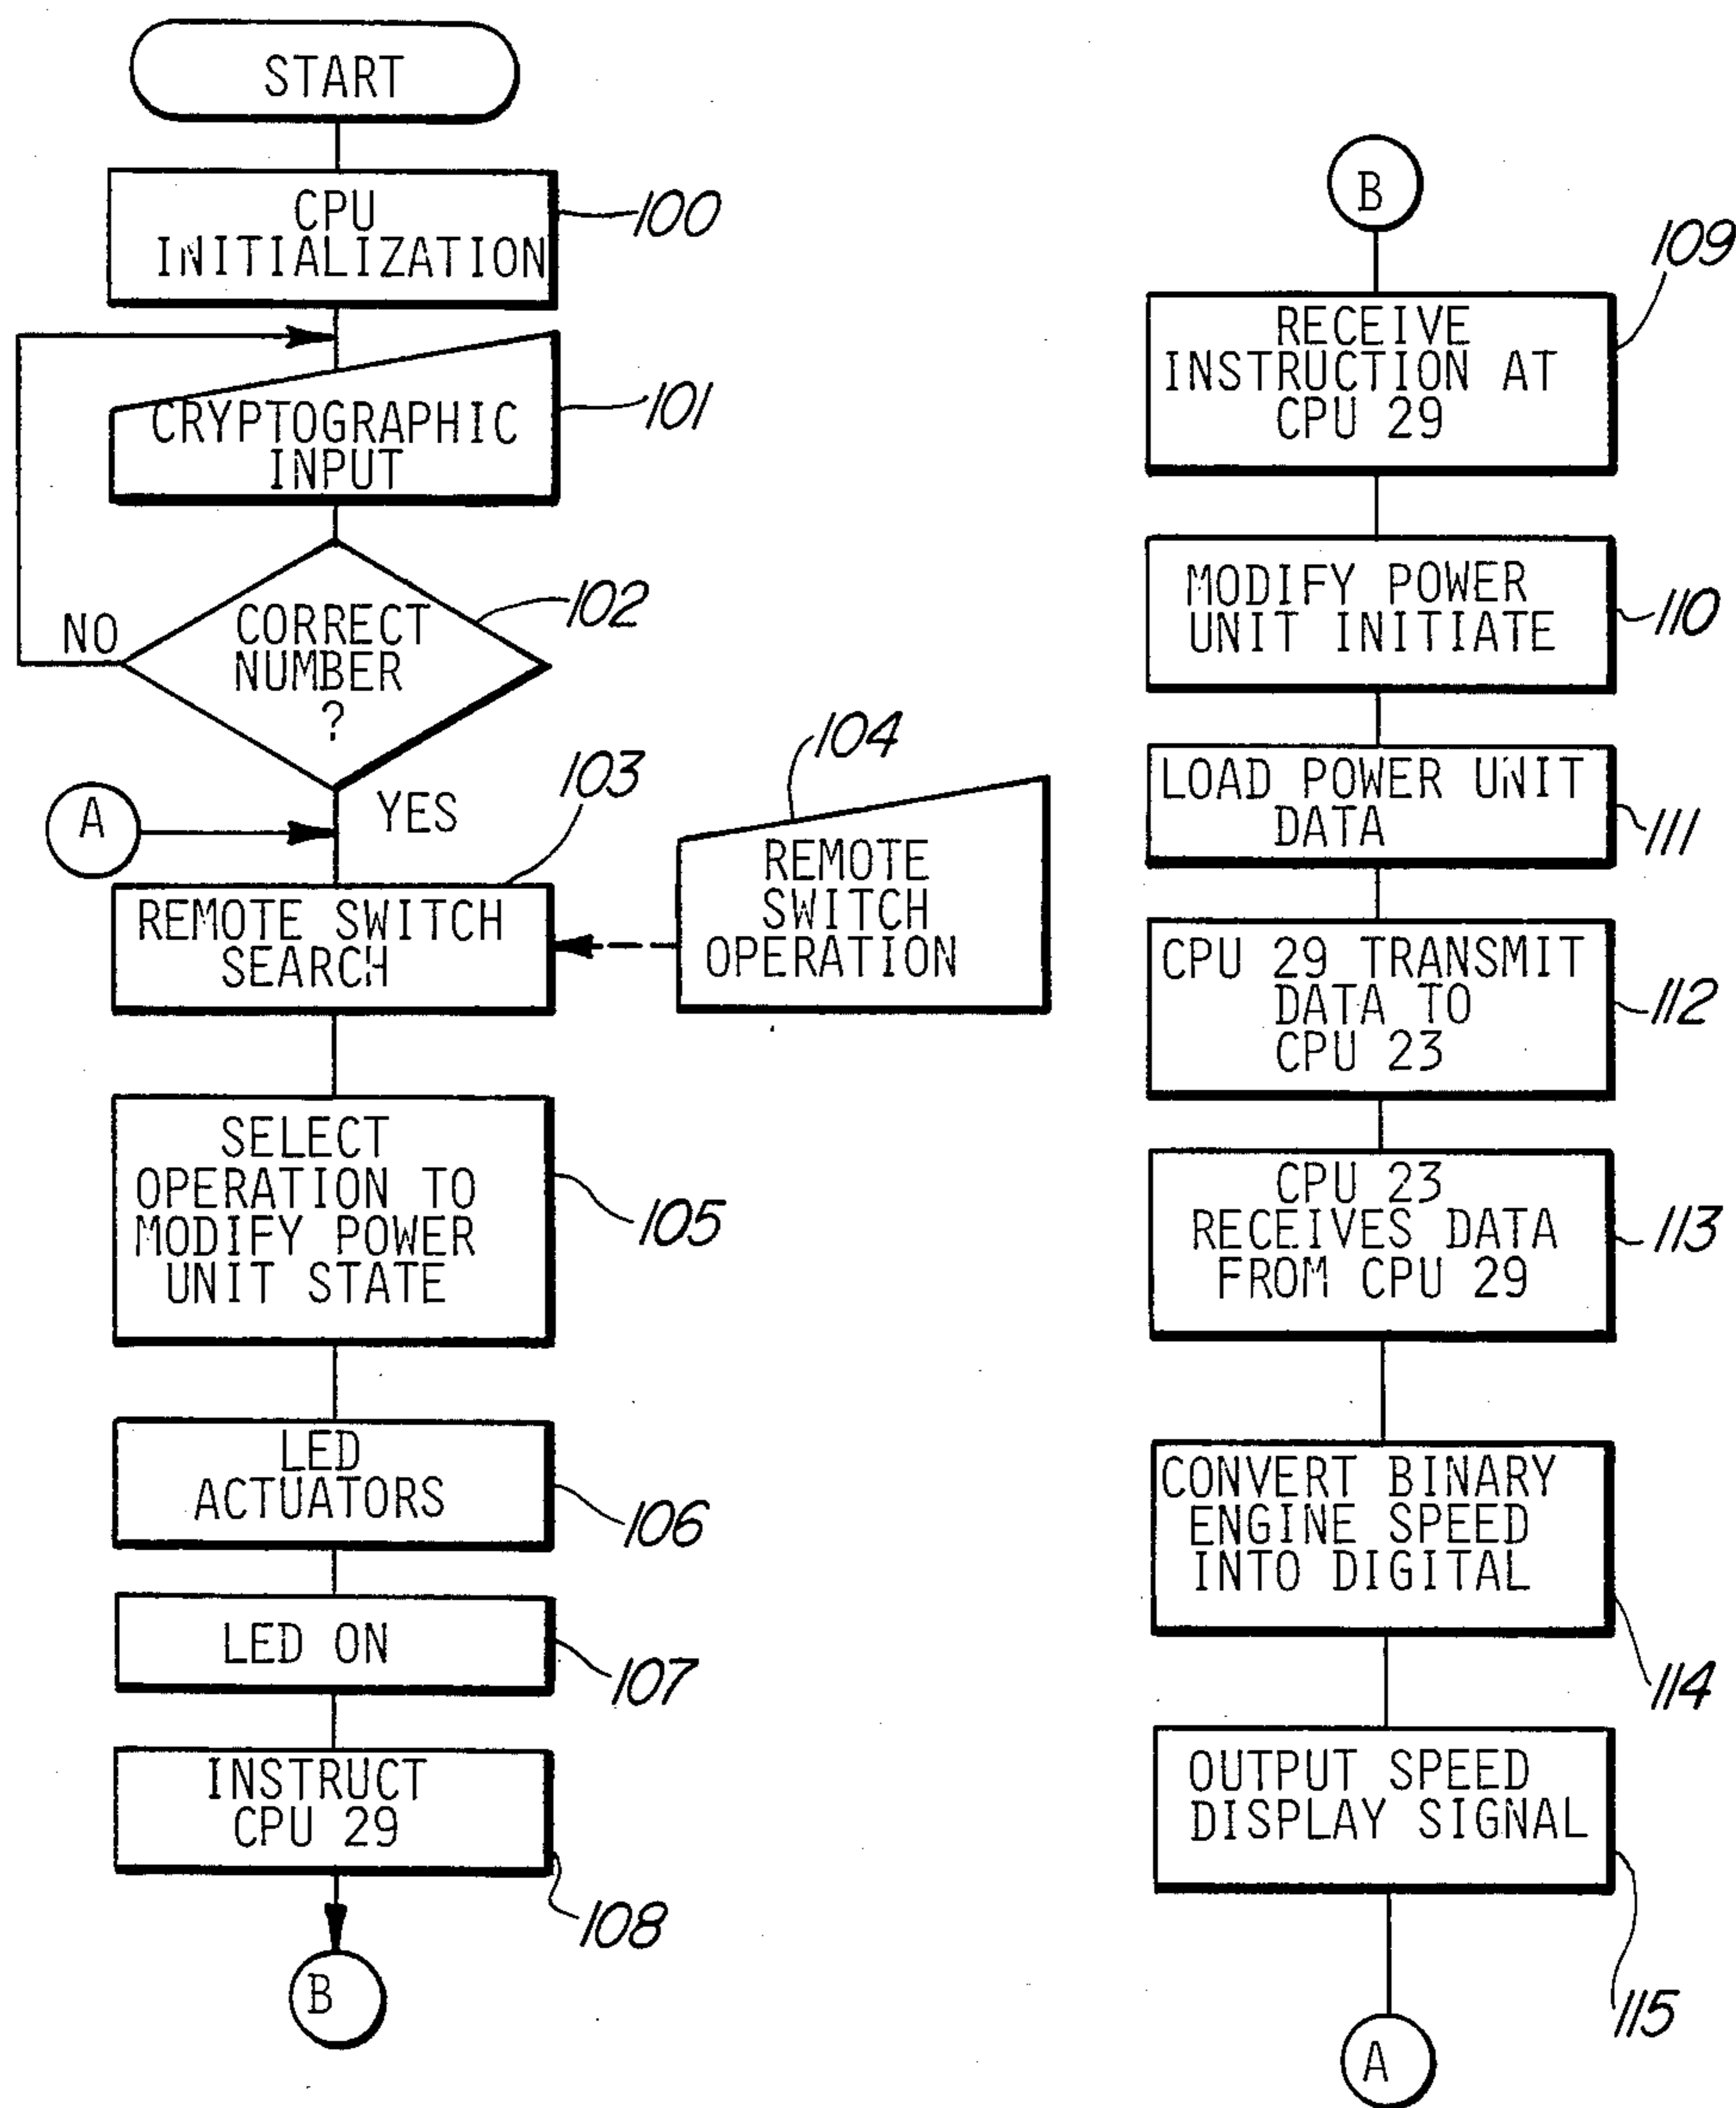 START
CPU
INITIALIZATION
100
CRYPTOGRAPHIC
INPUT
101
CORRECT
NUMBER
?
102
NO
YES
A
103
REMOTE SWITCH
SEARCH
104
REMOTE
SWITCH
OPERATION
SELECT
OPERATION TO
MODIFY POWER
UNIT STATE
105
LED
ACTUATORS
106
LED ON
107
INSTRUCT
CPU 29
108
B
B
109
RECEIVE
INSTRUCTION AT
CPU 29
MODIFY POWER
UNIT INITIATE
110
LOAD POWER UNIT
DATA
111
CPU 29 TRANSMIT
DATA TO
CPU 23
112
CPU 23
RECEIVES DATA
FROM CPU 29
113
CONVERT BINARY
ENGINE SPEED
INTO DIGITAL
114
OUTPUT SPEED
DISPLAY SIGNAL
115
A